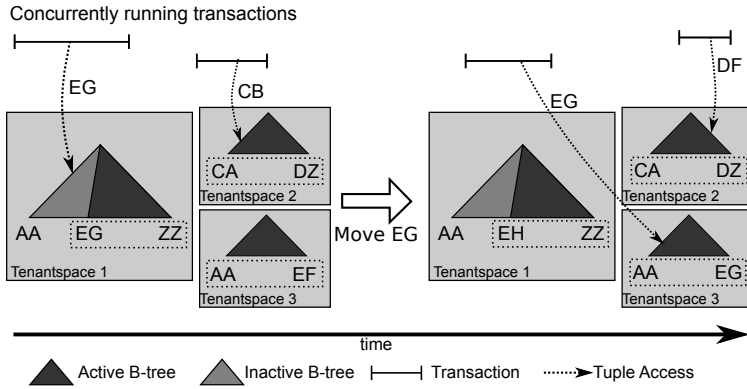 Concurrently running transactions
EG
CB
EG
DF
CA DZ
Tenantspace 2
CA DZ
Tenantspace 2
Move EG
AA EG ZZ
Tenantspace 1
AA EF
Tenantspace 3
AA EH ZZ
Tenantspace 1
AA EG
Tenantspace 3
time
Active B-tree
Inactive B-tree
Transaction
Tuple Access